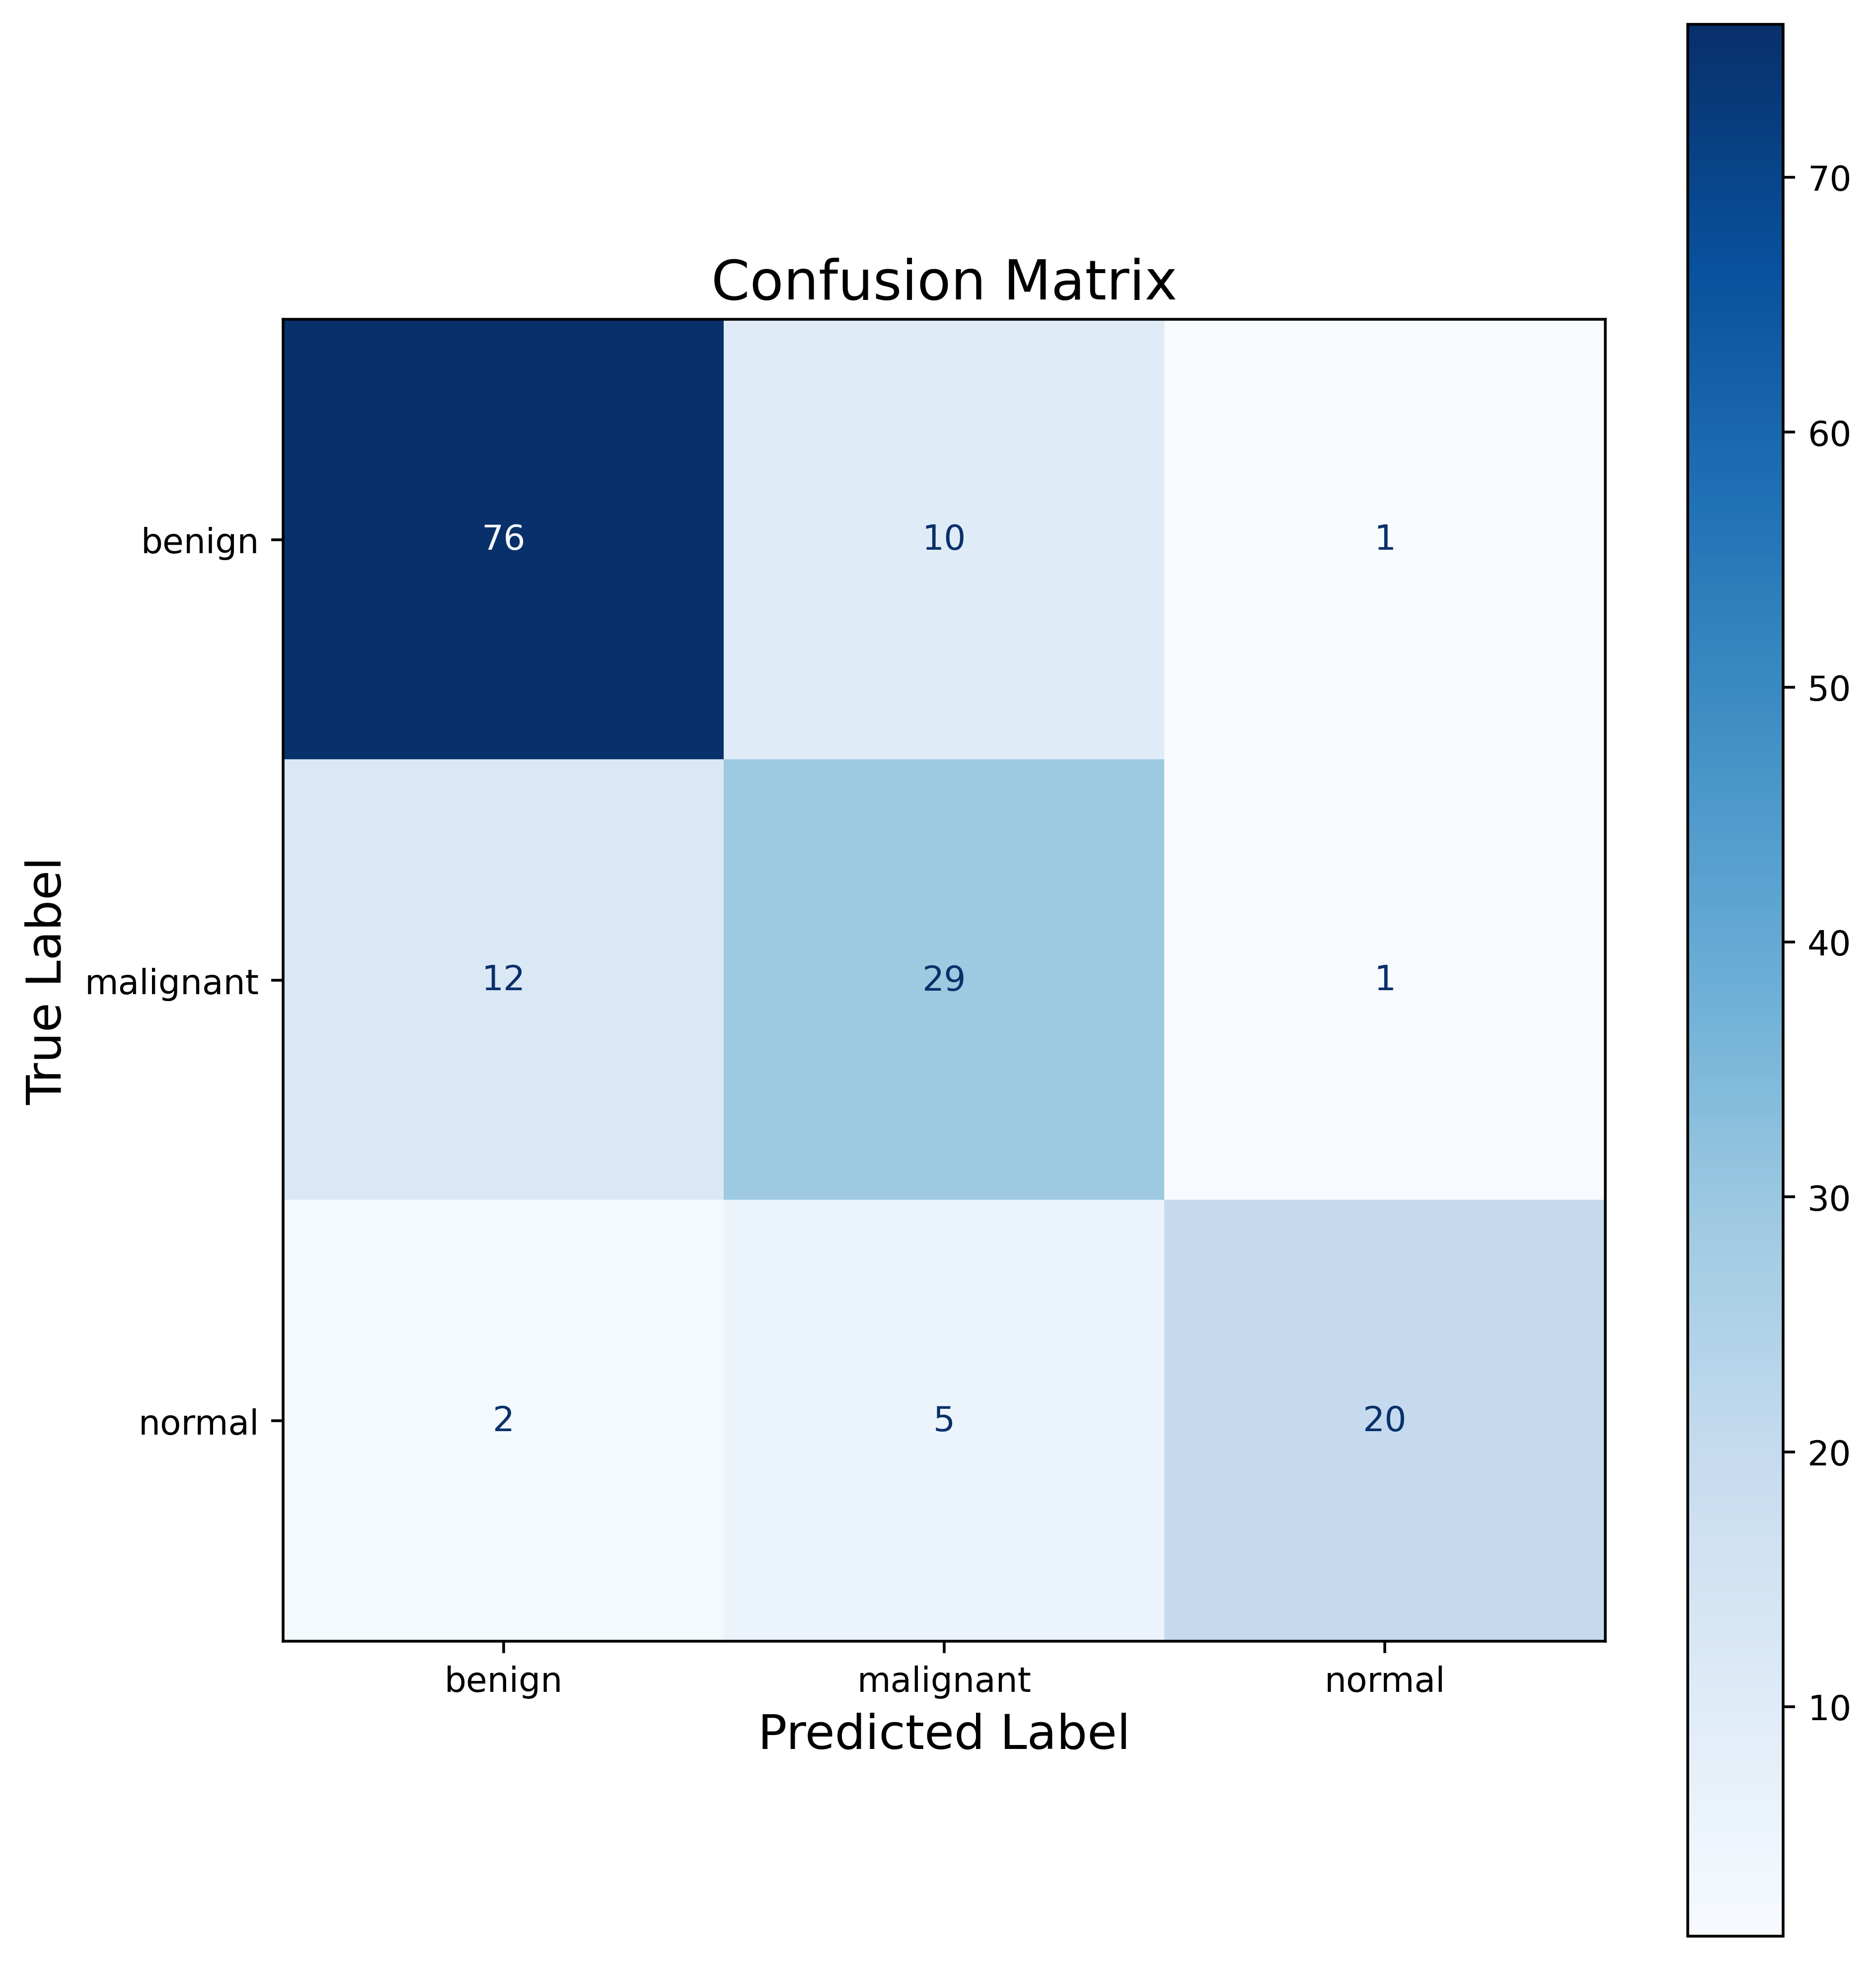 Confusion Matrix
True Label
benign
76
10
1
malignant
12
29
1
normal
2
5
20
benign
malignant
normal
Predicted Label
70
60
50
40
30
20
10